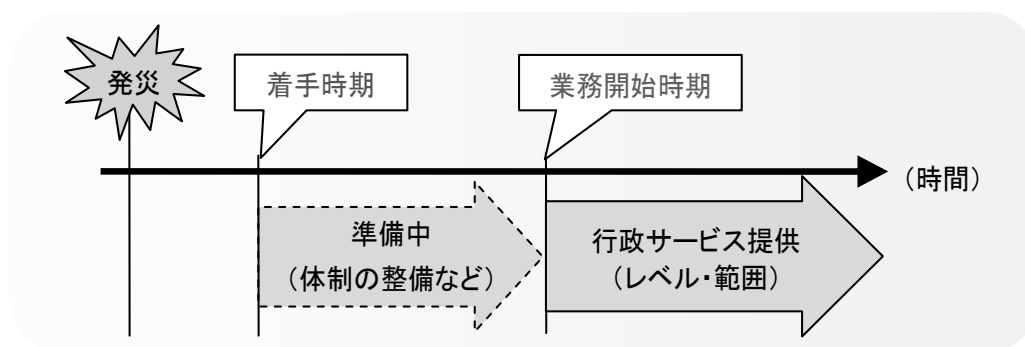 発災
着手時期
業務開始時期
（時間）
準備中
（体制の整備など）
行政サービス提供
（レベル・範囲）